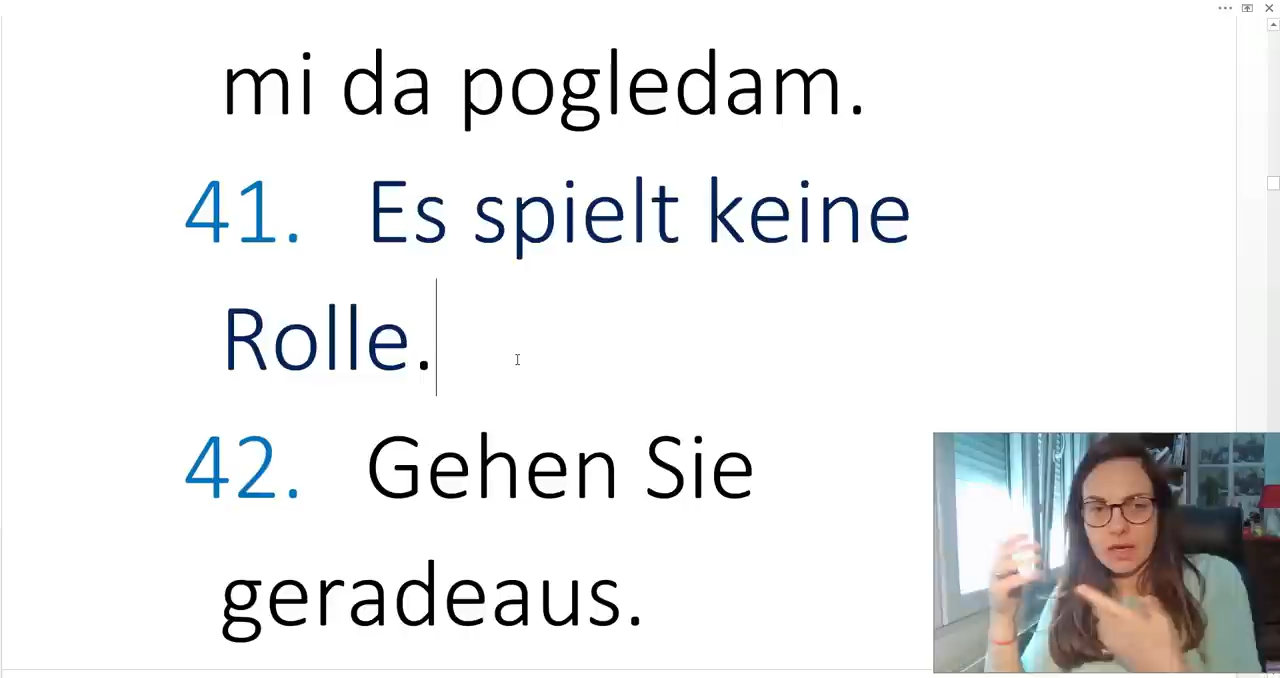 mi da pogledam.
41. Es spielt keine
Rolle.
42. Gehen Sie
geradeaus.